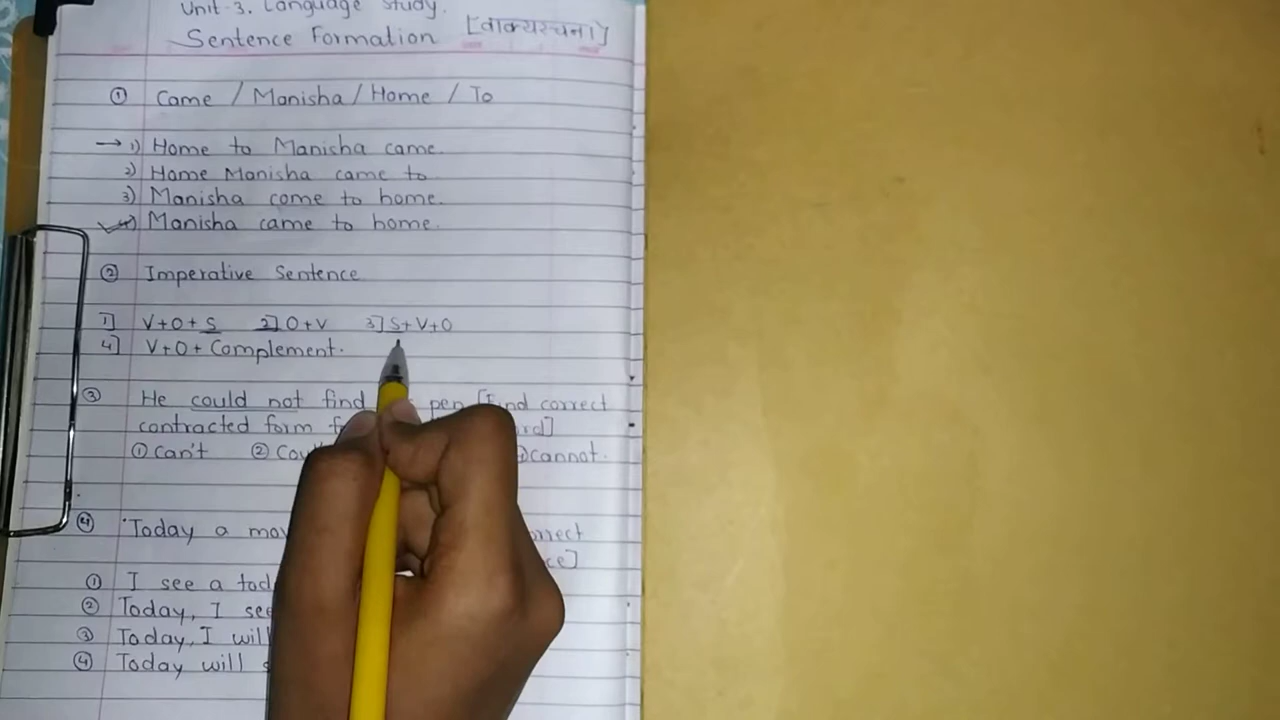 Unit-3. Language Study.
Sentence Formation [वाक्यरचना]
① Came / Manisha / Home / To
→ 1) Home to Manisha came.
2) Home Manisha came to
3) Manisha come to home.
4) Manisha came to home.
② Imperative Sentence
1] V+O+S 2] O+V 3] S+V+O
4] V+O+ Complement.
③ He could not find pen [Find correct
contracted form
① Can't ② cannot.
④ Today a
① I see a
② Today, I see
③ Today, I will
④ Today will